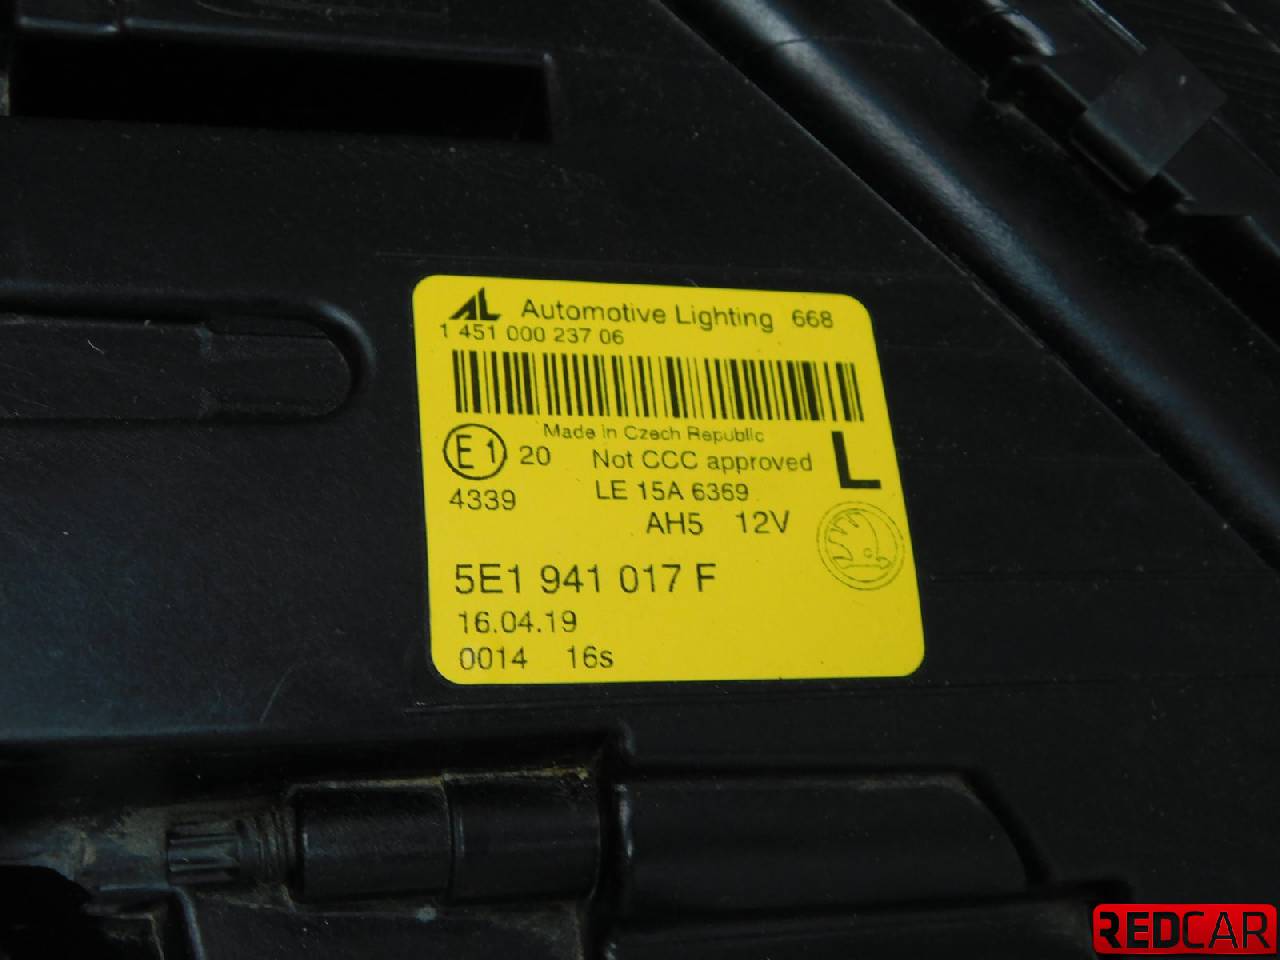 AL Automotive Lighting 668
1 451 000 237 06
Made in Czech Republic
E1 20 Not CCC approved L
4339 LE 15A 6369
AH5 12V
5E1 941 017 F
16.04.19
0014 16s
REDCAR